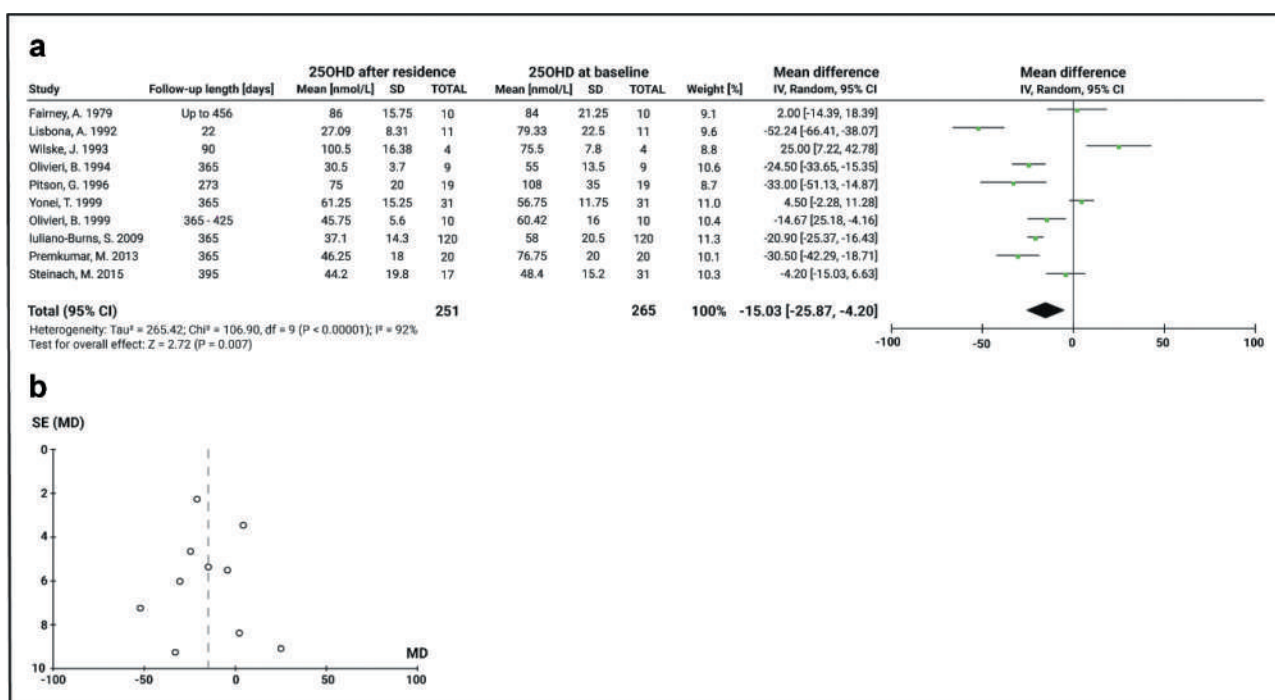 a
25OHD after residence 25OHD at baseline Mean difference Mean difference
Study Follow-up length [days] Mean [nmol/L] SD TOTAL Mean [nmol/L] SD TOTAL Weight [%] IV, Random, 95% CI IV, Random, 95% CI
Fairney, A. 1979 Up to 456 86 15.75 10 84 21.25 10 9.1 2.00 [-14.39, 18.39]
Lisbona, A. 1992 22 27.09 8.31 11 79.33 22.5 11 9.6 -52.24 [-66.41, -38.07]
Wilske, J. 1993 90 100.5 16.38 4 75.5 7.8 4 8.8 25.00 [7.22, 42.78]
Olivieri, B. 1994 365 30.5 3.7 9 55 13.5 9 10.6 -24.50 [-33.65, -15.35]
Pitson, G. 1996 273 75 20 19 108 35 19 8.7 -33.00 [-51.13, -14.87]
Yonei, T. 1999 365 61.25 15.25 31 56.75 11.75 31 11.0 4.50 [-2.28, 11.28]
Olivieri, B. 1999 365 - 425 45.75 5.6 10 60.42 16 10 10.4 -14.67 [25.18, -4.16]
Iuliano-Burns, S. 2009 365 37.1 14.3 120 58 20.5 120 11.3 -20.90 [-25.37, -16.43]
Premkumar, M. 2013 365 46.25 18 20 76.75 20 20 10.1 -30.50 [-42.29, -18.71]
Steinach, M. 2015 395 44.2 19.8 17 48.4 15.2 31 10.3 -4.20 [-15.03, 6.63]
Total (95% CI) 251 265 100% -15.03 [-25.87, -4.20]
Heterogeneity: Tau² = 265.42; Chi² = 106.90, df = 9 (P < 0.00001); I² = 92%
Test for overall effect: Z = 2.72 (P = 0.007)
-100 -50 0 50 100
b
SE (MD)
0
2
4
6
8
MD
10
-100 -50 0 50 100